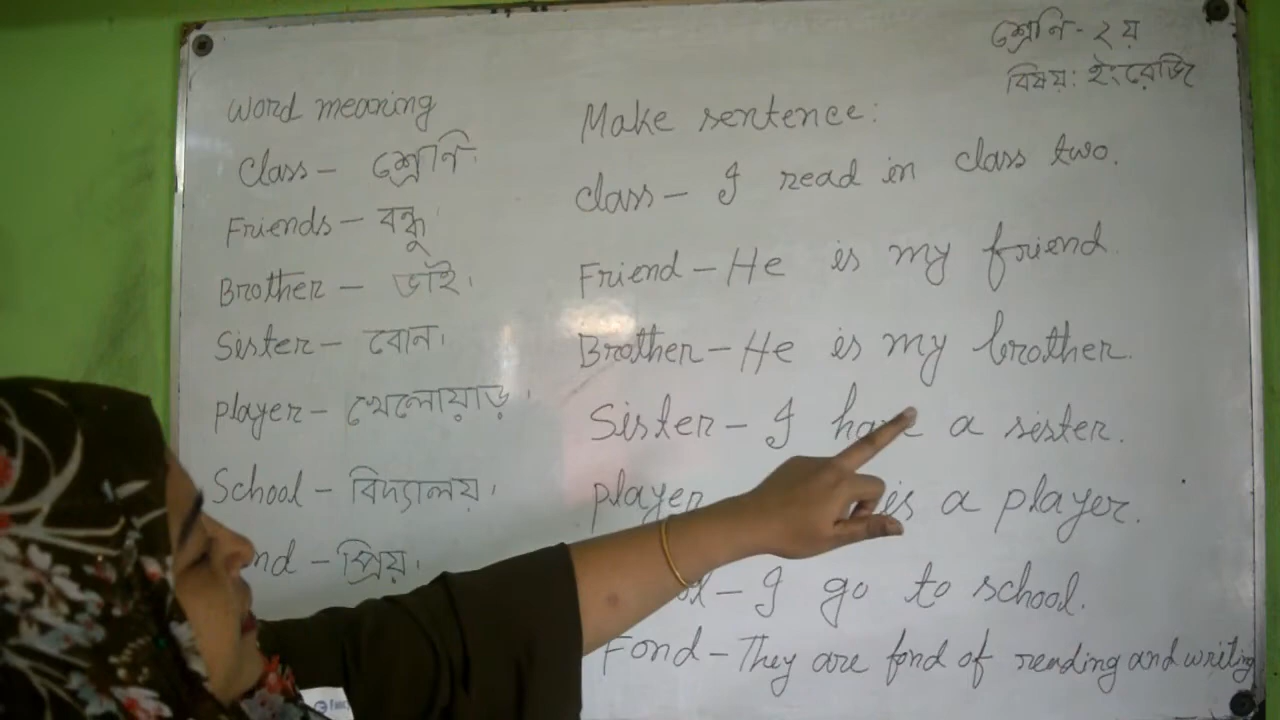 শ্রেণি - ২য়
বিষয়: ইংরেজি
word meaning
Class – শ্রেণি।
Friends – বন্ধু।
Brother – ভাই।
Sister – বোন।
player – খেলোয়াড়।
School – বিদ্যালয়।
nd – প্রিয়।
Make sentence:
class – I read in class two.
Friend – He is my friend.
Brother – He is my brother.
Sister – I have a sister.
player is a player.
ol – I go to school.
Fond – They are fond of reading and writing